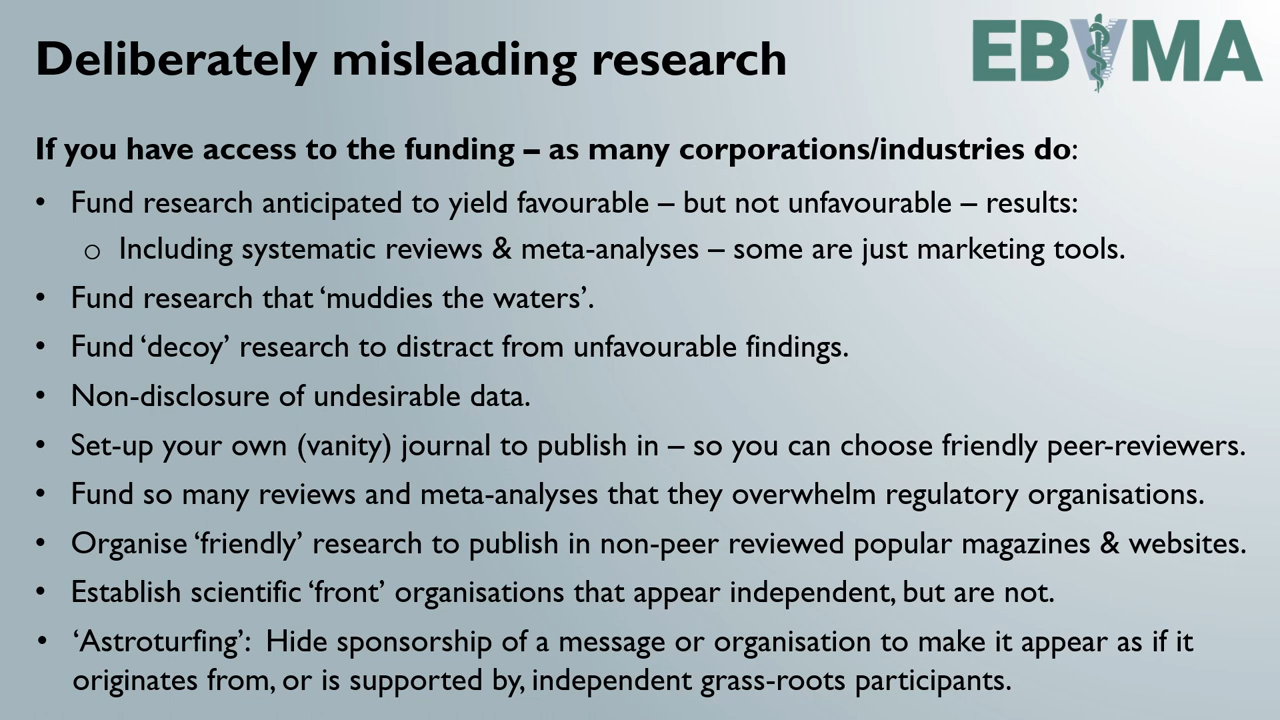 Deliberately misleading research
EBVMA
If you have access to the funding – as many corporations/industries do:
• Fund research anticipated to yield favourable – but not unfavourable – results:
o Including systematic reviews & meta-analyses – some are just marketing tools.
• Fund research that ‘muddies the waters’.
• Fund ‘decoy’ research to distract from unfavourable findings.
• Non-disclosure of undesirable data.
• Set-up your own (vanity) journal to publish in – so you can choose friendly peer-reviewers.
• Fund so many reviews and meta-analyses that they overwhelm regulatory organisations.
• Organise ‘friendly’ research to publish in non-peer reviewed popular magazines & websites.
• Establish scientific ‘front’ organisations that appear independent, but are not.
• ‘Astroturfing’: Hide sponsorship of a message or organisation to make it appear as if it
originates from, or is supported by, independent grass-roots participants.